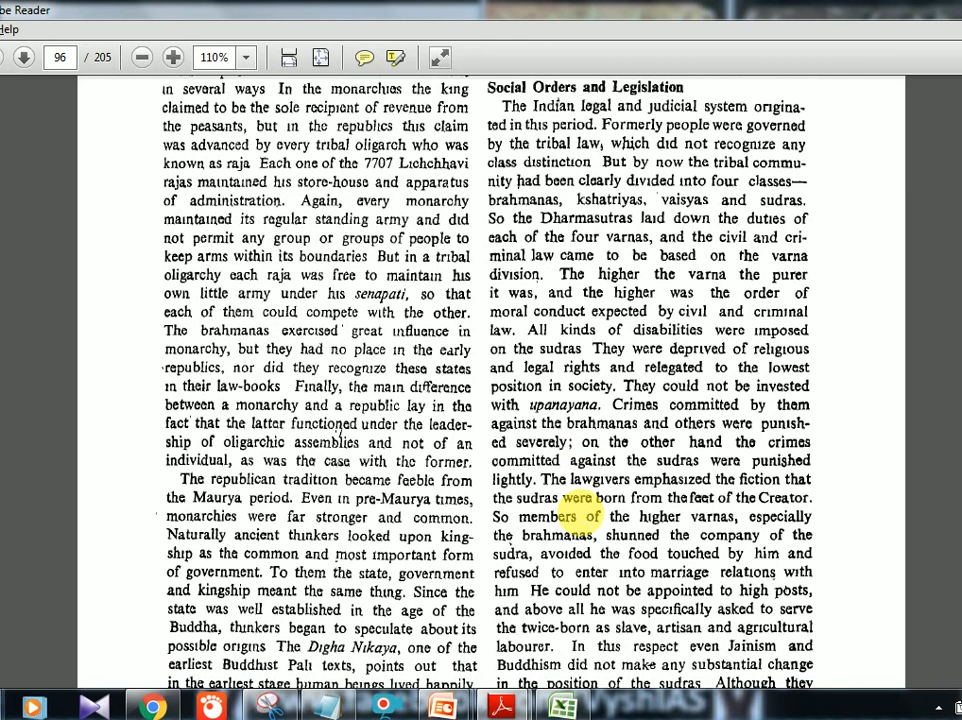 be Reader
Help
96 / 205
110%
in several ways In the monarchies the king
claimed to be the sole recipient of revenue from
the peasants, but in the republics this claim
was advanced by every tribal oligarch who was
known as raja Each one of the 7707 Lichchhavi
rajas maintained his store-house and apparatus
of administration. Again, every monarchy
maintained its regular standing army and did
not permit any group or groups of people to
keep arms within its boundaries But in a tribal
oligarchy each raja was free to maintain his
own little army under his senapati, so that
each of them could compete with the other.
The brahmanas exercised great influence in
monarchy, but they had no place in the early
republics, nor did they recognize these states
in their law-books Finally, the main difference
between a monarchy and a republic lay in the
fact that the latter functioned under the leader-
ship of oligarchic assemblies and not of an
individual, as was the case with the former.
The republican tradition became feeble from
the Maurya period. Even in pre-Maurya times,
monarchies were far stronger and common.
Naturally ancient thinkers looked upon king-
ship as the common and most important form
of government. To them the state, government
and kingship meant the same thing. Since the
state was well established in the age of the
Buddha, thinkers began to speculate about its
possible origins The Digha Nikaya, one of the
earliest Buddhist Pali texts, points out that
in the earliest stage human beings lived happily
Social Orders and Legislation
The Indian legal and judicial system origina-
ted in this period. Formerly people were governed
by the tribal law, which did not recognize any
class distinction But by now the tribal commu-
nity had been clearly divided into four classes—
brahmanas, kshatriyas, vaisyas and sudras.
So the Dharmasutras laid down the duties of
each of the four varnas, and the civil and cri-
minal law came to be based on the varna
division. The higher the varna the purer
it was, and the higher was the order of
moral conduct expected by civil and criminal
law. All kinds of disabilities were imposed
on the sudras They were deprived of religious
and legal rights and relegated to the lowest
position in society. They could not be invested
with upanayana. Crimes committed by them
against the brahmanas and others were punish-
ed severely; on the other hand the crimes
committed against the sudras were punished
lightly. The lawgivers emphasized the fiction that
the sudras were born from the feet of the Creator.
So members of the higher varnas, especially
the brahmanas, shunned the company of the
sudra, avoided the food touched by him and
refused to enter into marriage relations with
him He could not be appointed to high posts,
and above all he was specifically asked to serve
the twice-born as slave, artisan and agricultural
labourer. In this respect even Jainism and
Buddhism did not make any substantial change
in the position of the sudras Although they